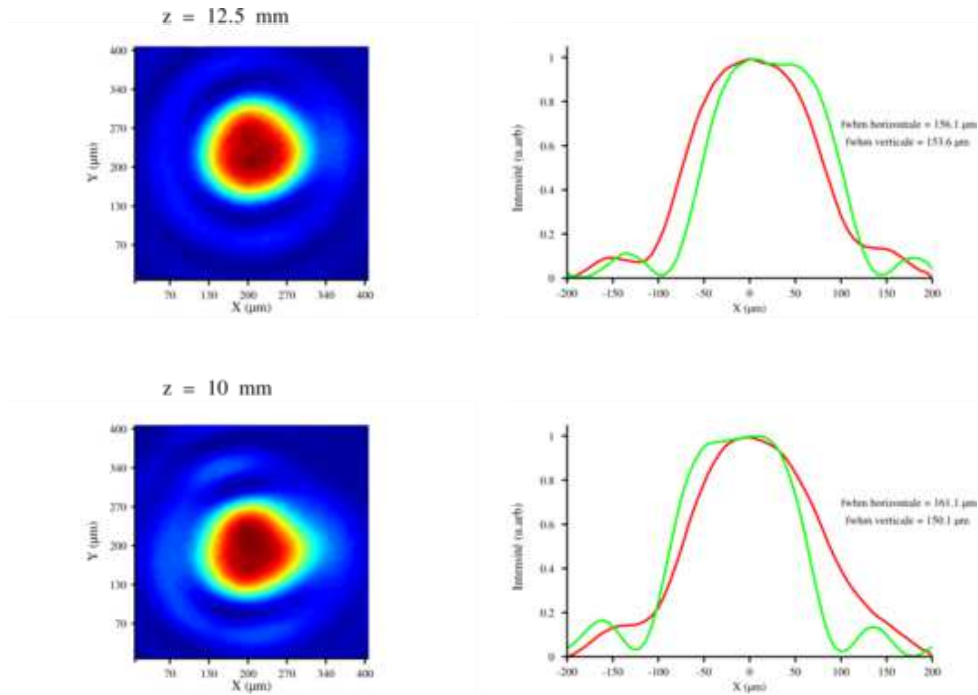 z = 12.5 mm
400
340
270
200
130
70
Y (µm)
70 130 200 270 340 400
X (µm)
1
0.8
0.6
0.4
0.2
0
Intensité (u.arb)
fwhm horizontale = 156.1 µm
fwhm verticale = 153.6 µm
-200 -150 -100 -50 0 50 100 150 200
X (µm)
z = 10 mm
400
340
270
200
130
70
Y (µm)
70 130 200 270 340 400
X (µm)
1
0.8
0.6
0.4
0.2
0
Intensité (u.arb)
fwhm horizontale = 161.1 µm
fwhm verticale = 150.1 µm
-200 -150 -100 -50 0 50 100 150 200
X (µm)